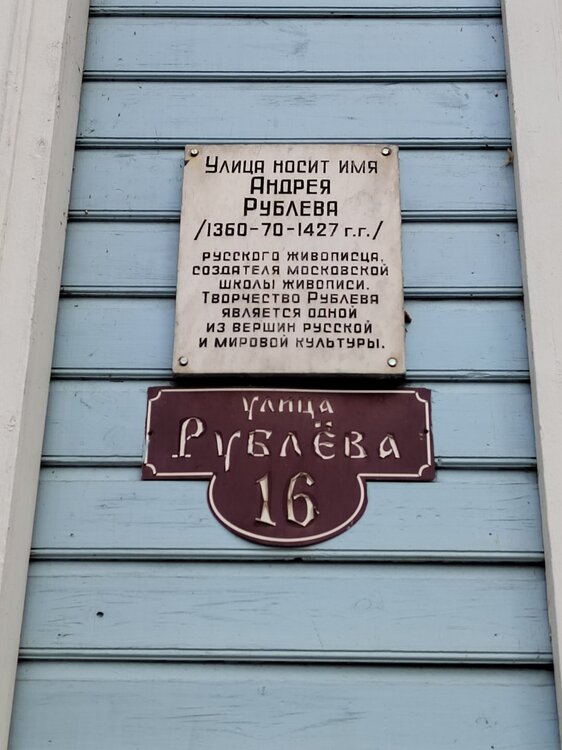 Улица носит имя
Андрея
Рублева
/1360-70-1427 г.г./
русского живописца,
создателя московской
школы живописи.
Творчество Рублева
является одной
из вершин русской
и мировой культуры.
улица
Рублёва
16